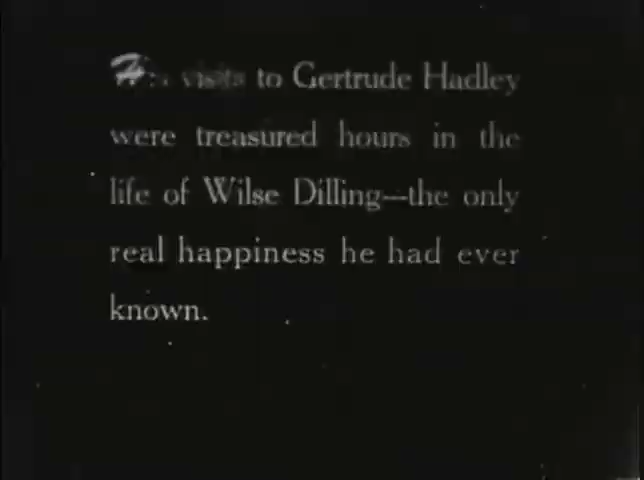 His visits to Gertrude Hadley
were treasured hours in the
life of Wilse Dilling—the only
real happiness he had ever
known.